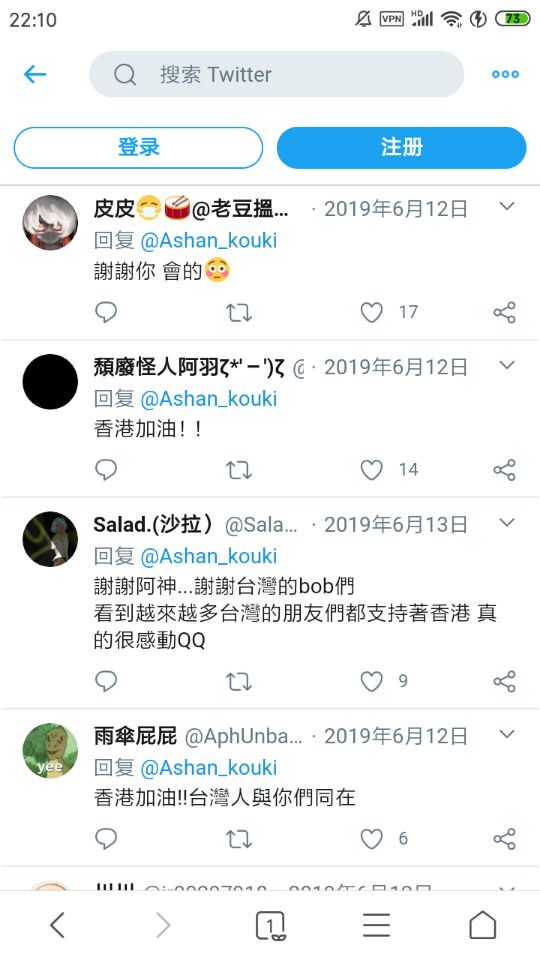 22:10
VPN
HD
73
搜索 Twitter
登录
注册
皮皮😷🥁@老豆搵... · 2019年6月12日
回复 @Ashan_kouki
謝謝你 會的😳
17
頹廢怪人阿羽ζ*'ｰ')ζ @ · 2019年6月12日
回复 @Ashan_kouki
香港加油！！
14
Salad.(沙拉） @Sala... · 2019年6月13日
回复 @Ashan_kouki
謝謝阿神...謝謝台灣的bob們
看到越來越多台灣的朋友們都支持著香港 真
的很感動QQ
9
雨傘屁屁 @AphUnba... · 2019年6月12日
回复 @Ashan_kouki
yee
香港加油!!台灣人與你們同在
6
1